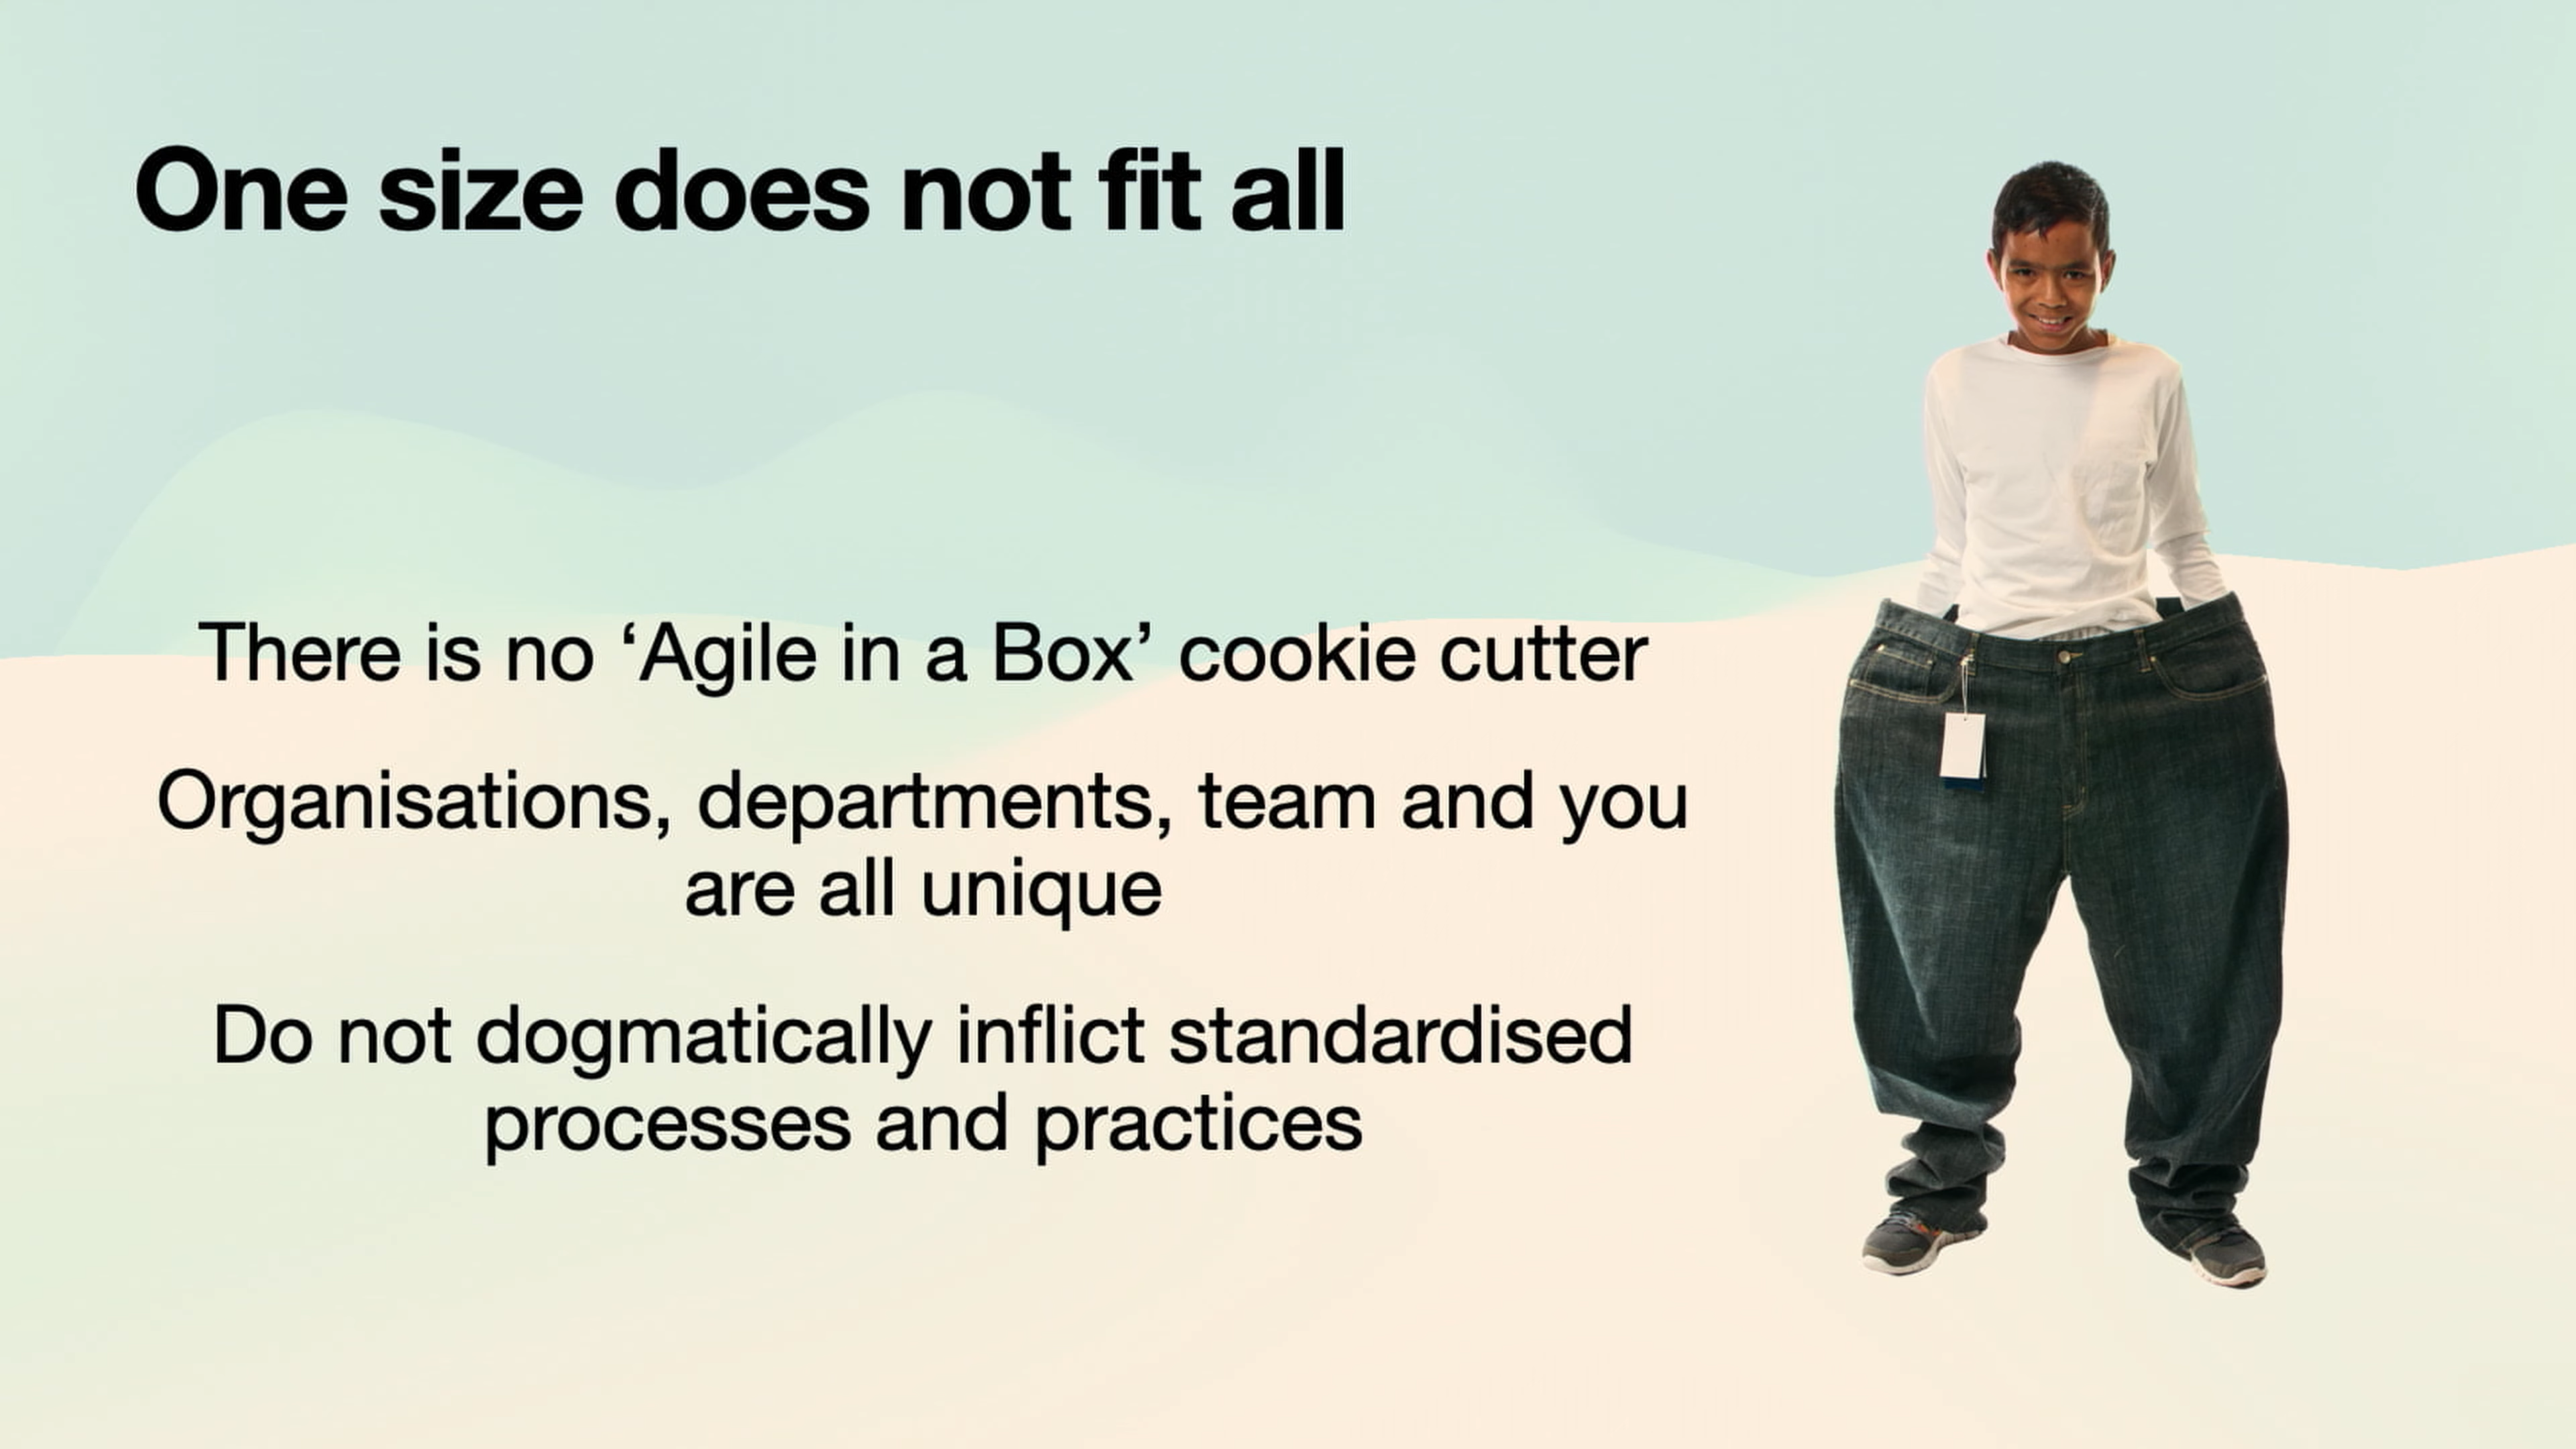 One size does not fit all
There is no ‘Agile in a Box’ cookie cutter
Organisations, departments, team and you
are all unique
Do not dogmatically inflict standardised
processes and practices